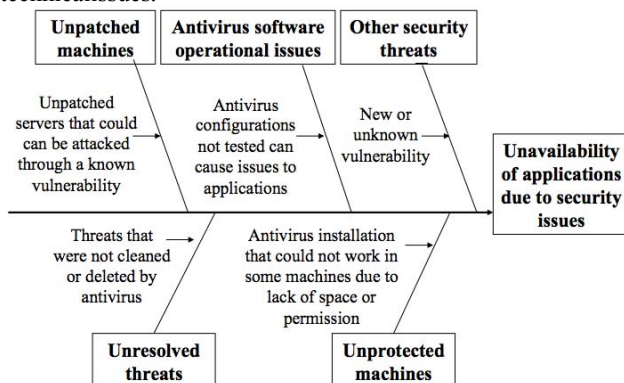 technicalissues.
Unpatched
machines
Antivirus software
operational issues
Other security
threats
Unpatched
servers that could
can be attacked
through a known
vulnerability
Antivirus
configurations
not tested can
cause issues to
applications
New or
unknown
vulnerability
Unavailability
of applications
due to security
issues
Threats that
were not cleaned
or deleted by
antivirus
Antivirus installation
that could not work in
some machines due to
lack of space or
permission
Unresolved
threats
Unprotected
machines